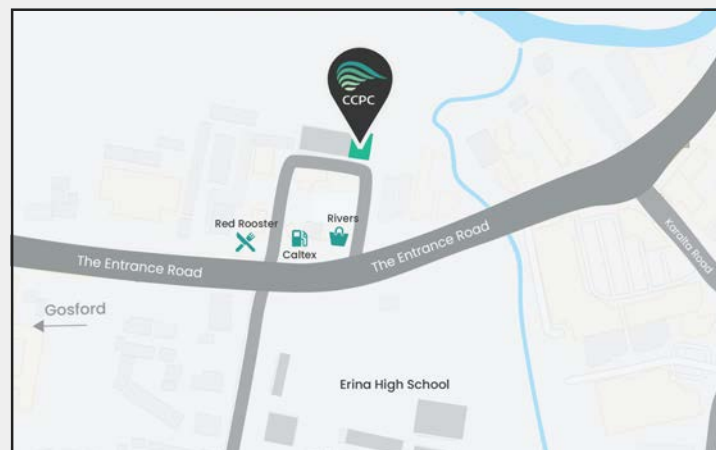 CCPC
Red Rooster
Caltex
Rivers
The Entrance Road
The Entrance Road
Karalta Road
Gosford
Erina High School